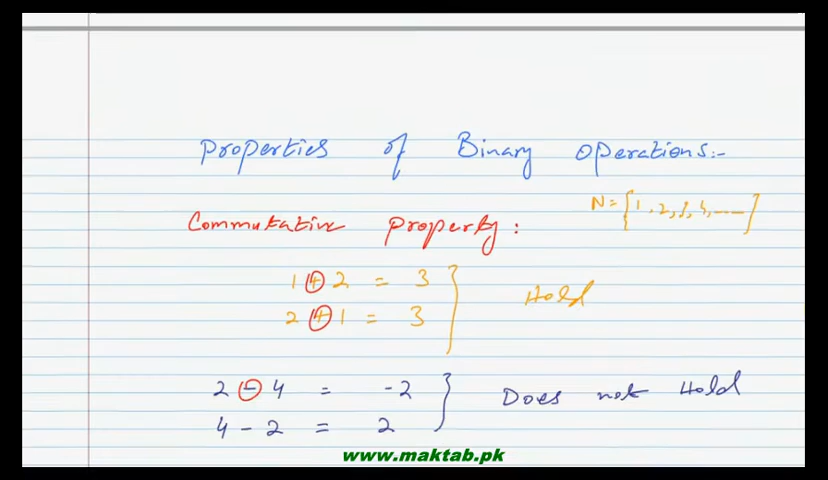 Properties of Binary Operations:-
Commutative Property:
N = {1, 2, 3, 4, ......}
1 + 2 = 3
2 + 1 = 3
Hold
2 - 4 = -2
4 - 2 = 2
Does not Hold
www.maktab.pk